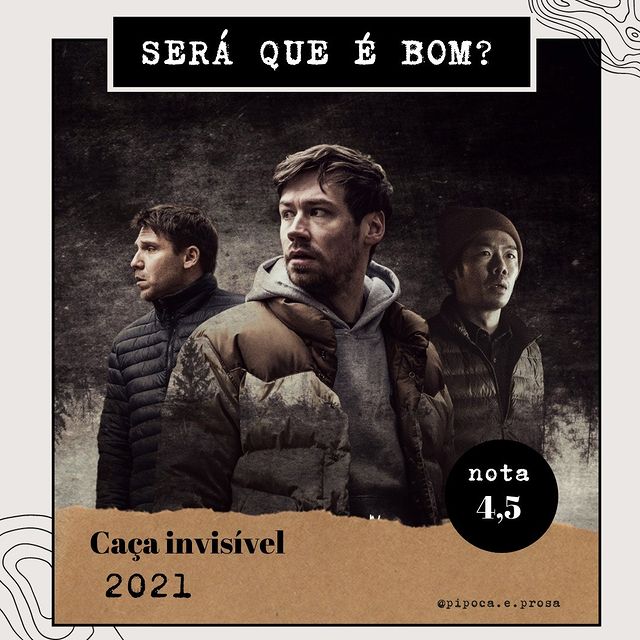 SERÁ QUE É BOM?
nota
4,5
Caça invisível
2021
@pipoca.e.prosa